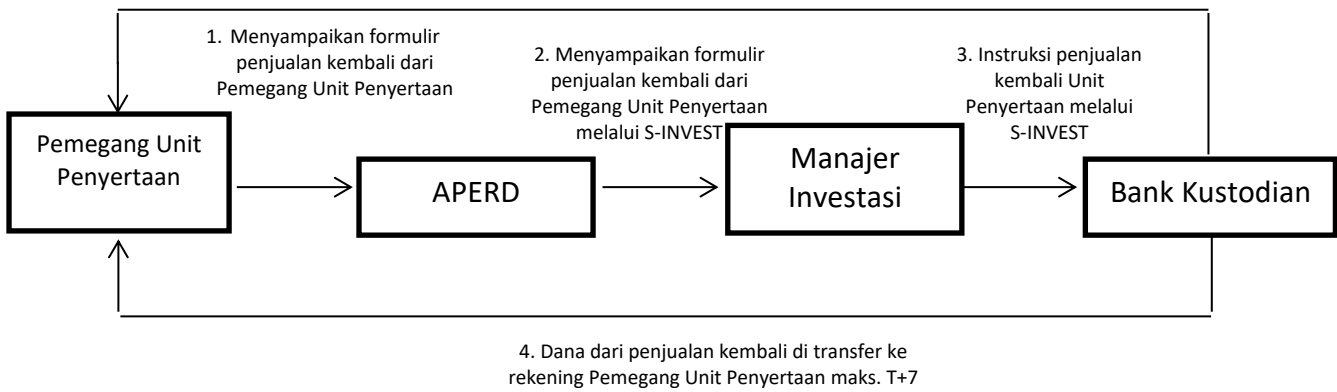 1. Menyampaikan formulir
penjualan kembali dari
Pemegang Unit Penyertaan
2. Menyampaikan formulir
penjualan kembali dari
Pemegang Unit Penyertaan
melalui S-INVEST
3. Instruksi penjualan
kembali Unit
Penyertaan melalui
S-INVEST
Pemegang Unit
Penyertaan
APERD
Manajer
Investasi
Bank Kustodian
4. Dana dari penjualan kembali di transfer ke
rekening Pemegang Unit Penyertaan maks. T+7